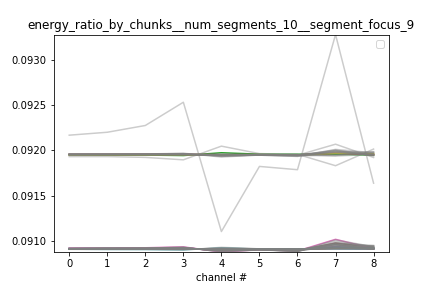 energy_ratio_by_chunks__num_segments_10__segment_focus_9
0.0930
0.0925
0.0920
0.0915
0.0910
0 1 2 3 4 5 6 7 8
channel #